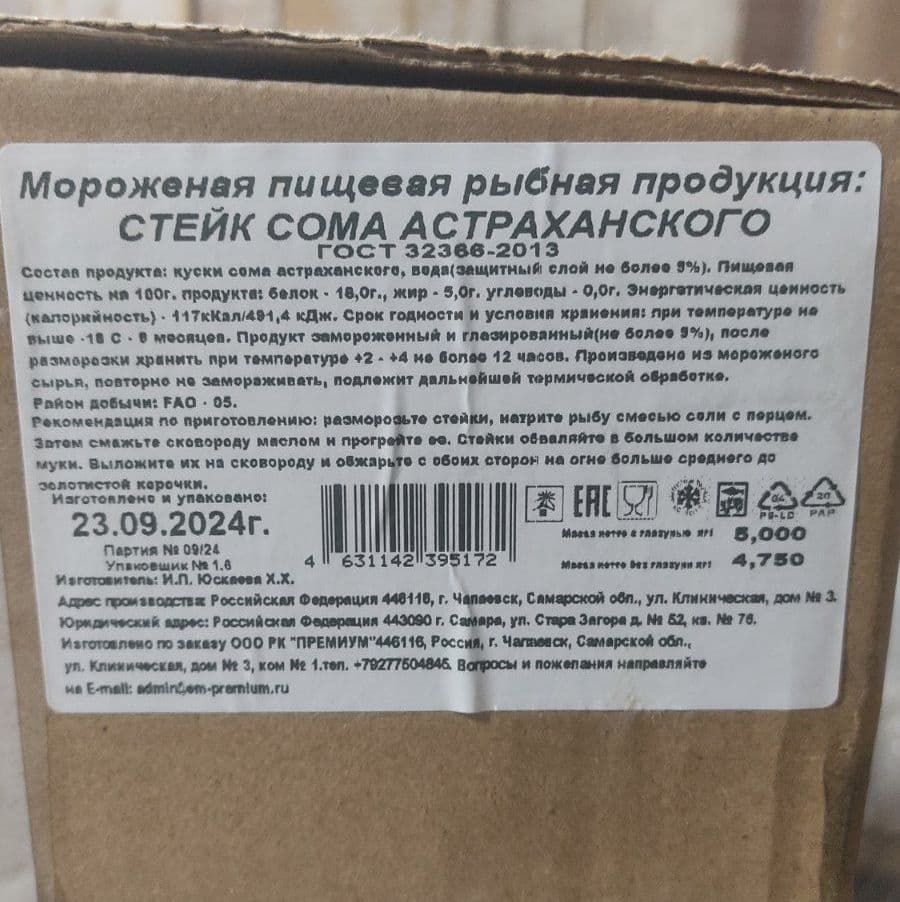 Мороженая пищевая рыбная продукция:
СТЕЙК СОМА АСТРАХАНСКОГО
ГОСТ 32366-2013
Состав продукта: куски сома астраханского, вода(защитный слой не более 9%). Пищевая
ценность на 100г. продукта: белок - 18,0г., жир - 5,0г. углеводы - 0,0г. Энергетическая ценность
(калорийность) - 117кКал/491,4 кДж. Срок годности и условия хранения: при температуре не
выше -18 С - 8 месяцев. Продукт замороженный и глазированный(не более 9%), после
разморозки хранить при температуре +2 - +4 не более 12 часов. Произведено из мороженого
сырья, повторно не замораживать, подлежит дальнейшей термической обработке.
Район добычи: FAO - 05.
Рекомендация по приготовлению: разморозьте стейки, натрите рыбу смесью соли с перцем.
Затем смажьте сковороду маслом и прогрейте ее. Стейки обваляйте в большом количестве
муки. Выложите их на сковороду и обжарьте с обоих сторон на огне больше среднего до
золотистой корочки.
Изготовлено и упаковано:
23.09.2024г.
Партия № 09/24
Упаковщик № 1.6
4 631142 395172
EAC
04
PE-LD
20
PAP
Масса нетто с глазурью кг: 5,000
Масса нетто без глазури кг: 4,750
Изготовитель: И.П. Юскаева Х.Х.
Адрес производства: Российская Федерация 446116, г. Чапаевск, Самарской обл., ул. Клиническая, дом № 3.
Юридический адрес: Российская Федерация 443090 г. Самара, ул. Стара Загора д. № 52, кв. № 76.
Изготовлено по заказу ООО РК "ПРЕМИУМ"446116, Россия, г. Чапаевск, Самарской обл.,
ул. Клиническая, дом № 3, ком № 1.тел. +79277504845. Вопросы и пожелания направляйте
на E-mail: